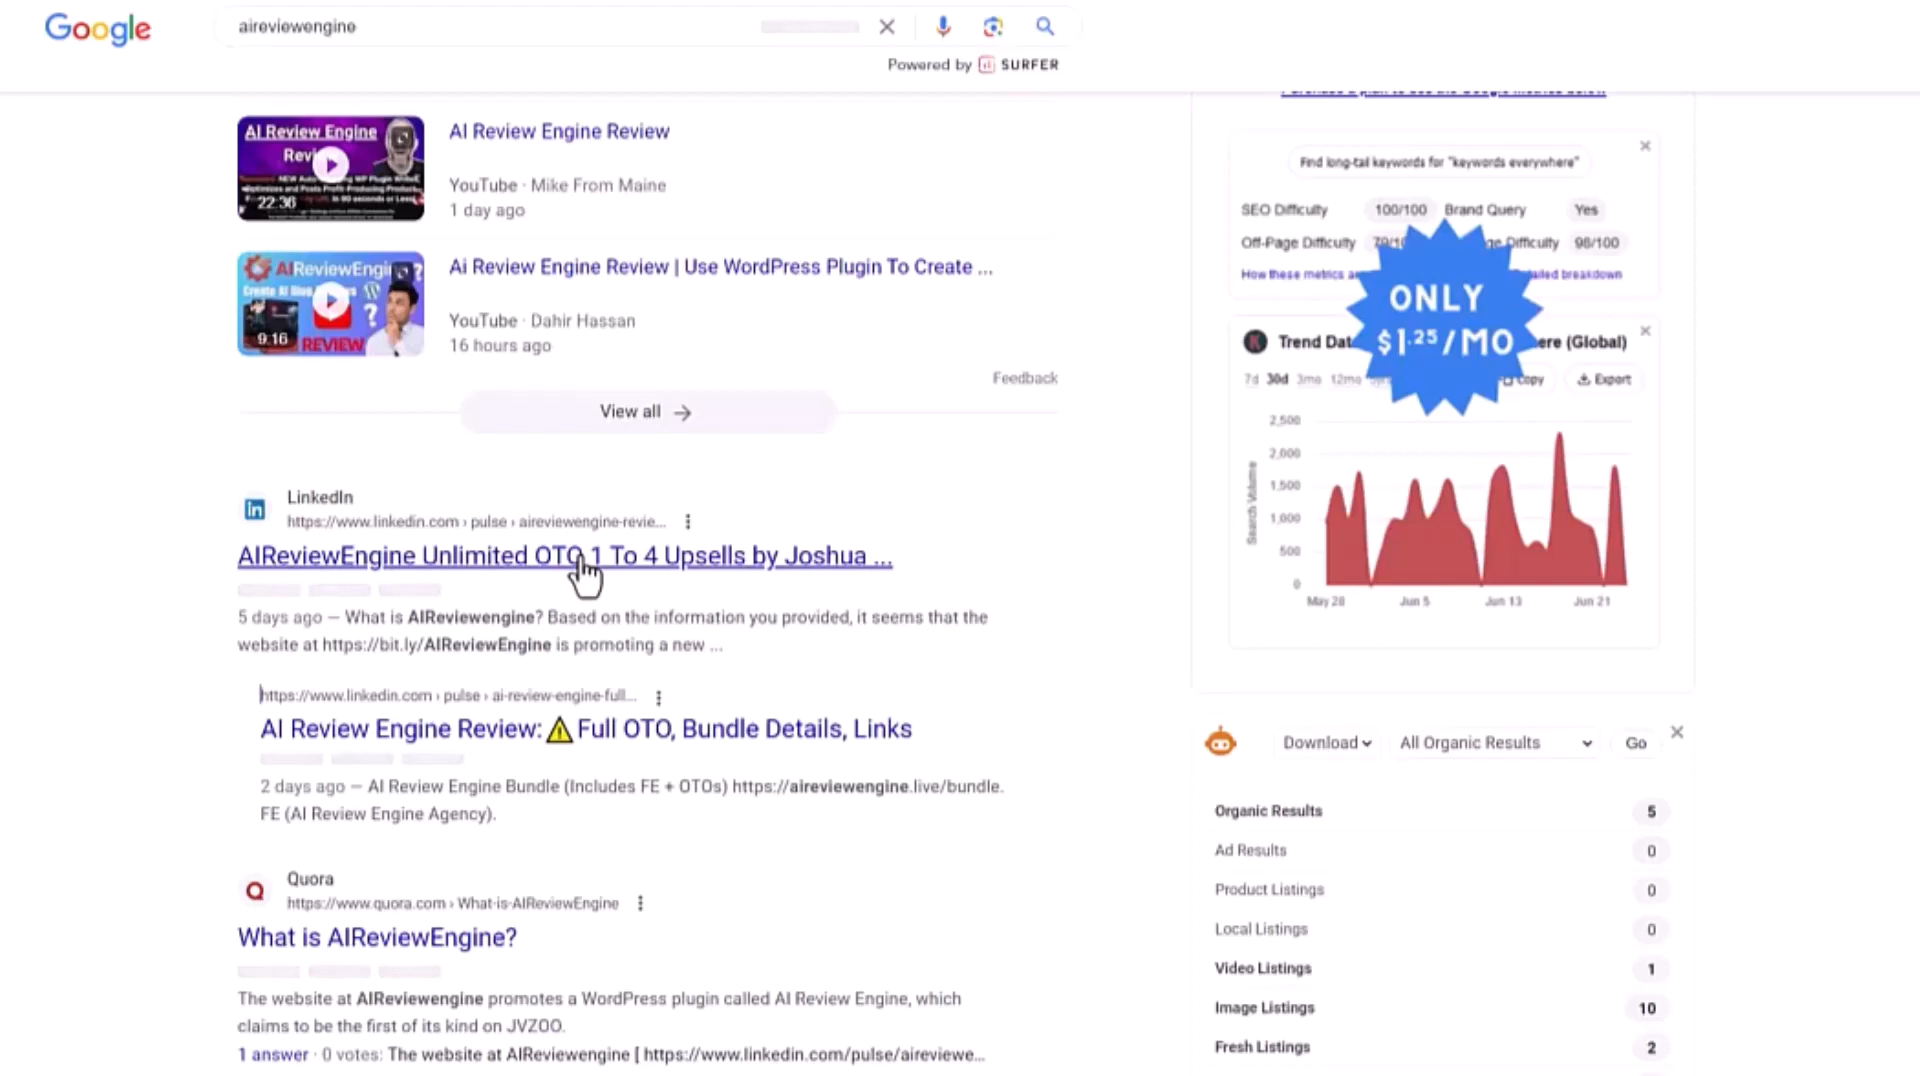 Google
aireviewengine
Powered by SURFER
AI Review Engine
22:36
AI Review Engine Review
YouTube · Mike From Maine
1 day ago
AIReviewEngin ?
?
9:16
REVIEW
Ai Review Engine Review | Use WordPress Plugin To Create ...
YouTube · Dahir Hassan
16 hours ago
Feedback
View all →
LinkedIn
https://www.linkedin.com › pulse › aireviewengine-revie...
AIReviewEngine Unlimited OTO 1 To 4 Upsells by Joshua ...
5 days ago — What is AIReviewengine? Based on the information you provided, it seems that the
website at https://bit.ly/AIReviewEngine is promoting a new ...
https://www.linkedin.com › pulse › ai-review-engine-full...
AI Review Engine Review: ⚠ Full OTO, Bundle Details, Links
2 days ago — AI Review Engine Bundle (Includes FE + OTOs) https://aireviewengine.live/bundle.
FE (AI Review Engine Agency).
Quora
https://www.quora.com › What-is-AIReviewEngine
What is AIReviewEngine?
The website at AIReviewengine promotes a WordPress plugin called AI Review Engine, which
claims to be the first of its kind on JVZOO.
1 answer · 0 votes: The website at AIReviewengine [ https://www.linkedin.com/pulse/aireviewe...
Find long-tail keywords for "keywords everywhere"
SEO Difficulty 100/100 Brand Query Yes
Off-Page Difficulty Difficulty 98/100
How these metrics breakdown
ONLY
$1.25/MO
Trend (Global)
7d 30d 3mo 12mo Copy Export
Search Volume
2,500
2,000
1,500
1,000
500
0
May 28 Jun 5 Jun 13 Jun 21
Download All Organic Results Go
Organic Results 5
Ad Results 0
Product Listings 0
Local Listings 0
Video Listings 1
Image Listings 10
Fresh Listings 2